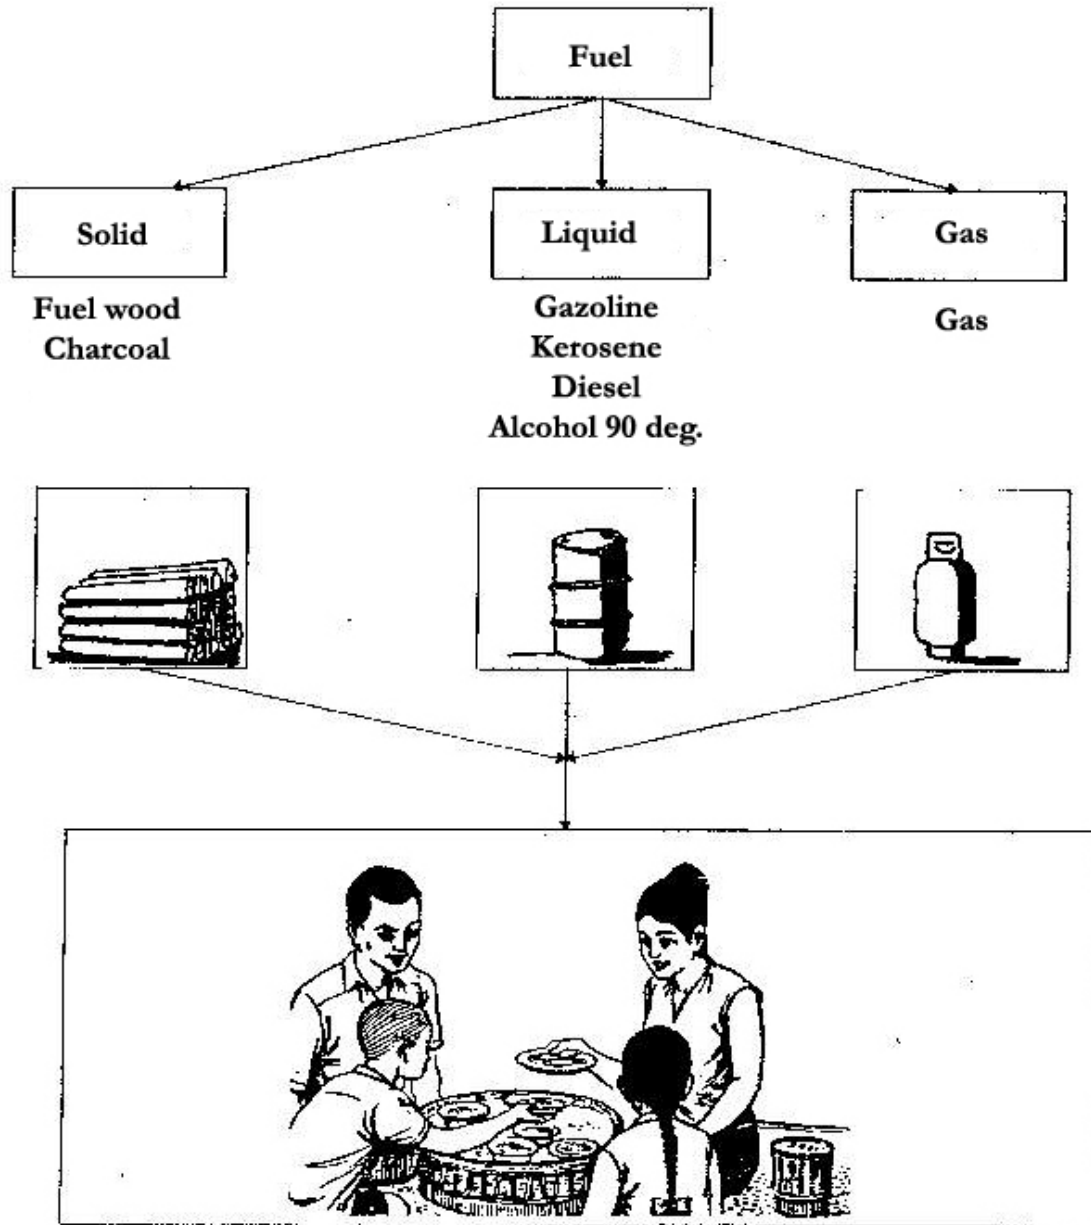 Fuel
Solid
Liquid
Gas
Fuel wood
Charcoal
Gazoline
Kerosene
Diesel
Alcohol 90 deg.
Gas